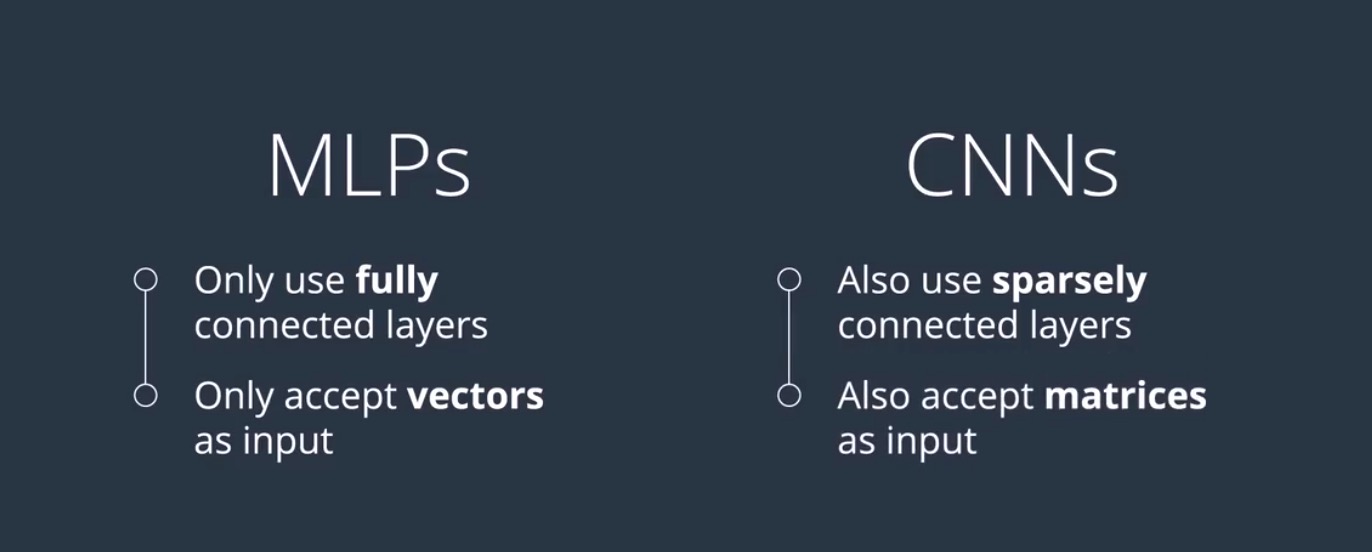 MLPs
Only use fully
connected layers
Only accept vectors
as input
CNNs
Also use sparsely
connected layers
Also accept matrices
as input